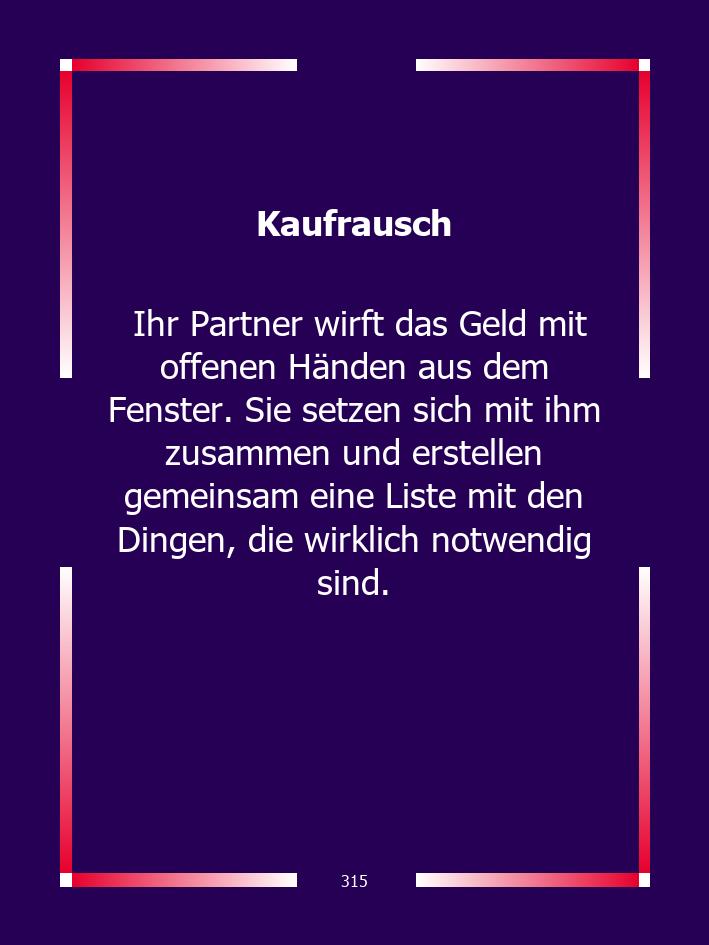 Kaufrausch
Ihr Partner wirft das Geld mit
offenen Händen aus dem
Fenster. Sie setzen sich mit ihm
zusammen und erstellen
gemeinsam eine Liste mit den
Dingen, die wirklich notwendig
sind.
315